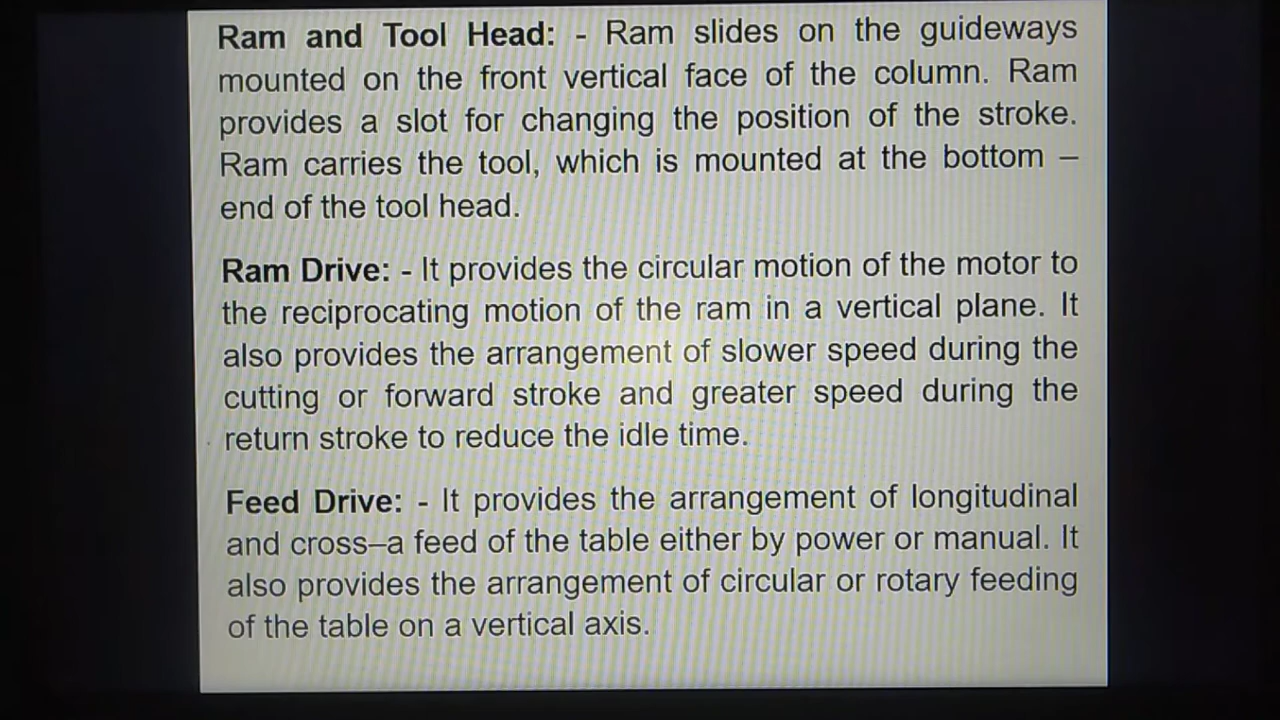 Ram and Tool Head: - Ram slides on the guideways
mounted on the front vertical face of the column. Ram
provides a slot for changing the position of the stroke.
Ram carries the tool, which is mounted at the bottom –
end of the tool head.
Ram Drive: - It provides the circular motion of the motor to
the reciprocating motion of the ram in a vertical plane. It
also provides the arrangement of slower speed during the
cutting or forward stroke and greater speed during the
return stroke to reduce the idle time.
Feed Drive: - It provides the arrangement of longitudinal
and cross–a feed of the table either by power or manual. It
also provides the arrangement of circular or rotary feeding
of the table on a vertical axis.